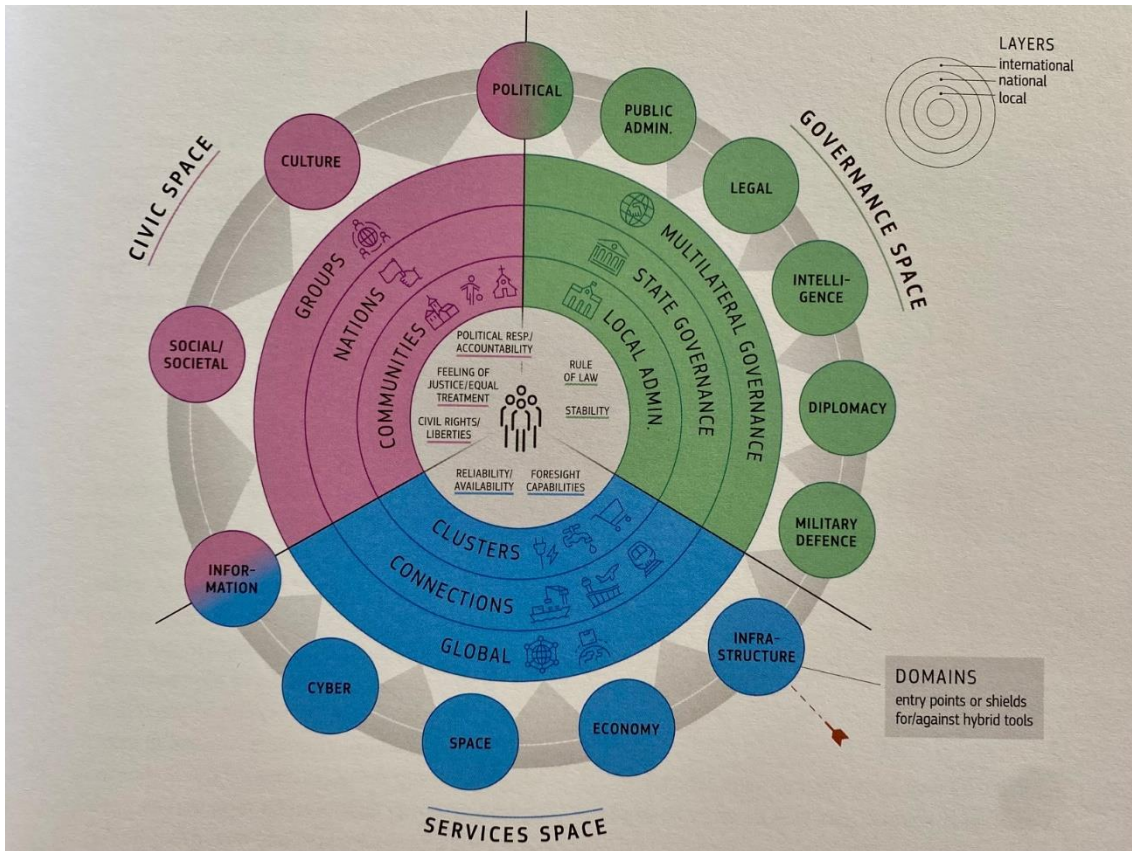 LAYERS
international
national
local
CIVIC SPACE
GOVERNANCE SPACE
POLITICAL
PUBLIC
ADMIN.
LEGAL
INTELLI-
GENCE
DIPLOMACY
MILITARY
DEFENCE
CULTURE
SOCIAL/
SOCIETAL
INFOR-
MATION
GROUPS
NATIONS
COMMUNITIES
MULTILATERAL GOVERNANCE
STATE GOVERNANCE
LOCAL ADMIN.
POLITICAL RESP./
ACCOUNTABILITY
FEELING OF
JUSTICE/EQUAL
TREATMENT
CIVIL RIGHTS/
LIBERTIES
RULE
OF LAW
STABILITY
RELIABILITY/
AVAILABILITY
FORESIGHT
CAPABILITIES
CLUSTERS
CONNECTIONS
GLOBAL
CYBER
SPACE
ECONOMY
INFRA-
STRUCTURE
DOMAINS
entry points or shields
for/against hybrid tools
SERVICES SPACE